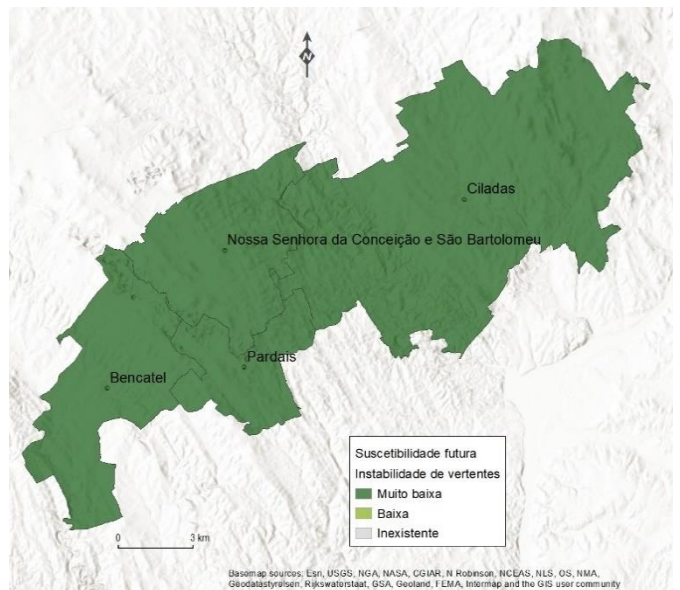 N
Ciladas
Nossa Senhora da Conceição e São Bartolomeu
Pardais
Bencatel
Suscetibilidade futura
Instabilidade de vertentes
Muito baixa
Baixa
Inexistente
0 3 km
Basemap sources: Esri, USGS, NGA, NASA, CGIAR, N Robinson, NCEAS, NLS, OS, NMA,
Geodatastyrelsen, Rijkswaterstaat, GSA, Geoland, FEMA, Intermap and the GIS user community